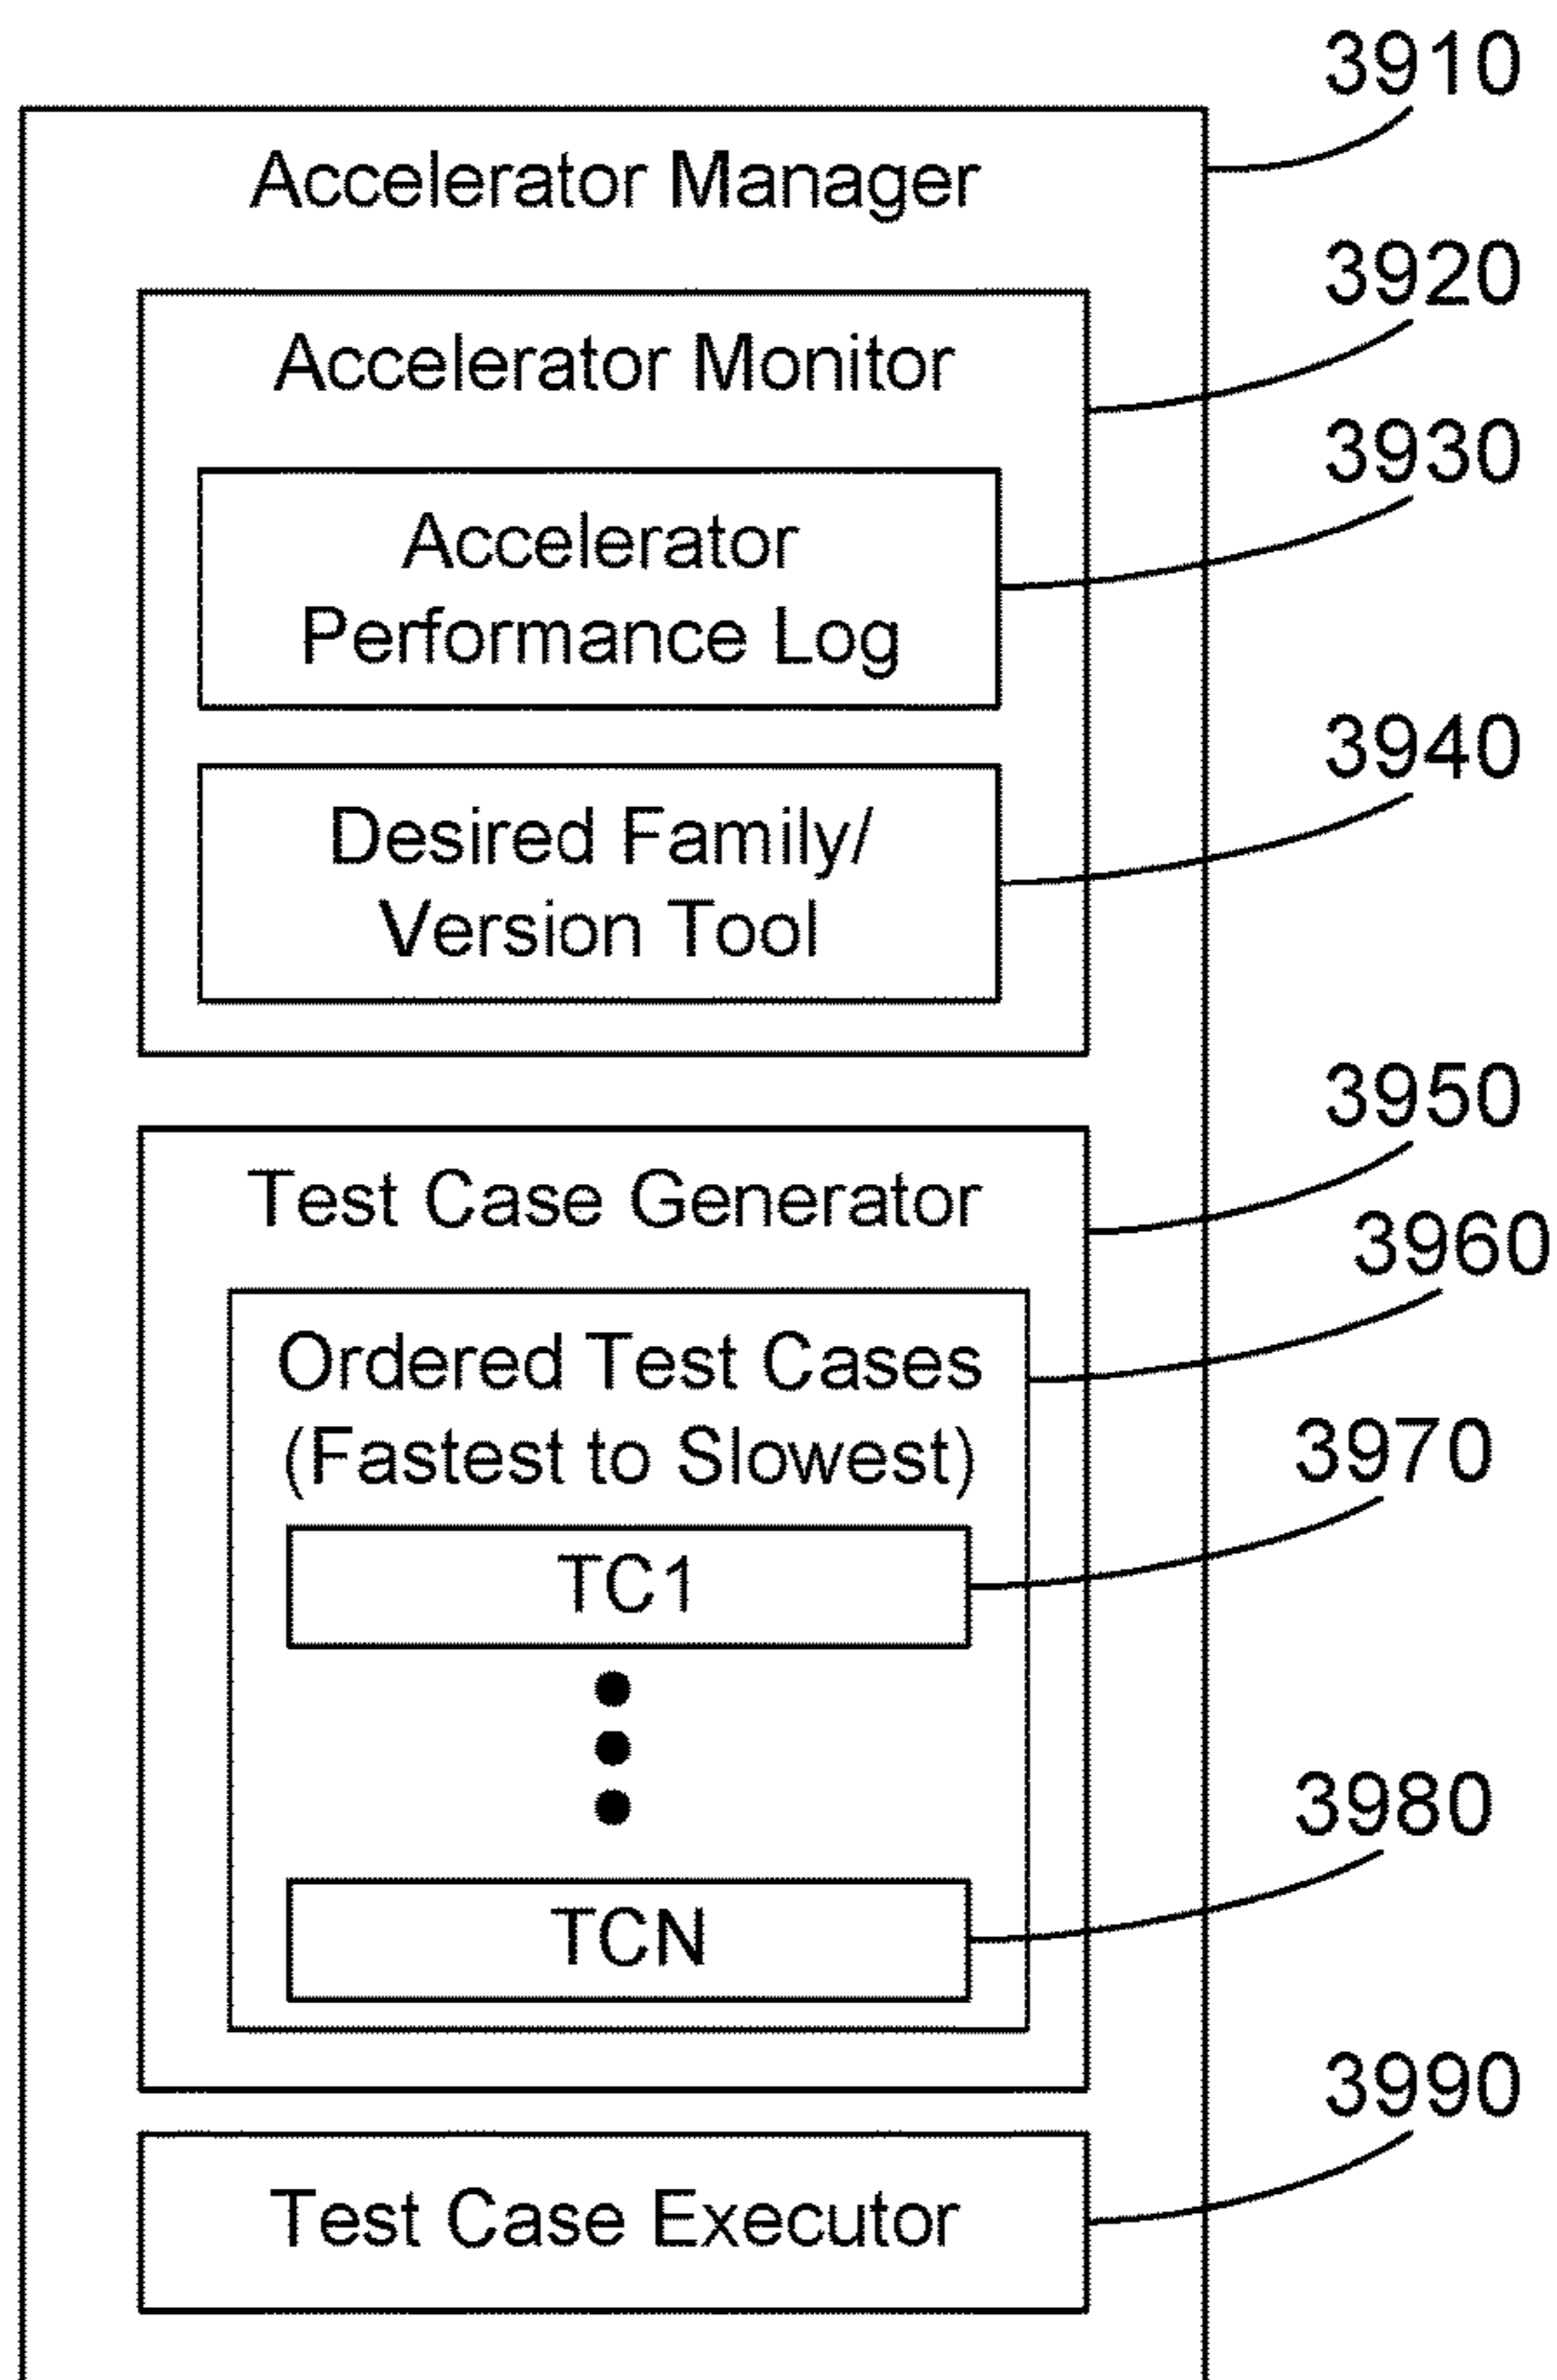 3910
Accelerator Manager
3920
Accelerator Monitor
3930
Accelerator
Performance Log
3940
Desired Family/
Version Tool
3950
Test Case Generator
3960
Ordered Test Cases
(Fastest to Slowest)
3970
TC1
3980
TCN
3990
Test Case Executor